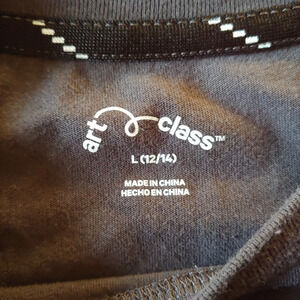 art class™
L (12/14)
MADE IN CHINA
HECHO EN CHINA